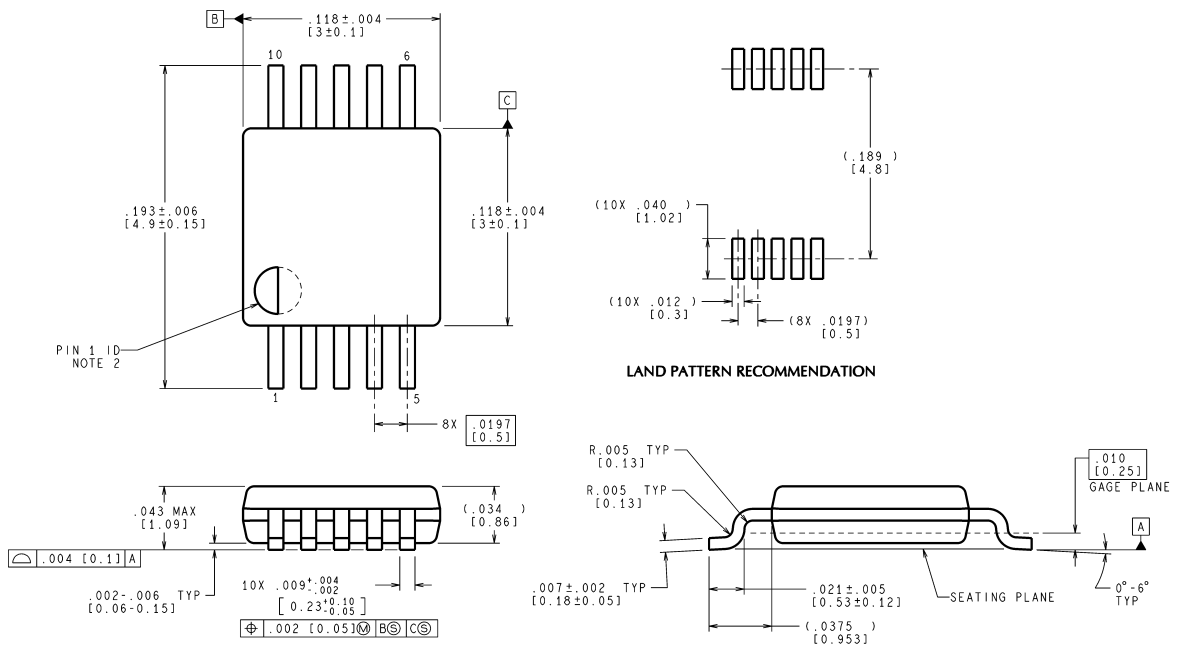 B
.118±.004
[3±0.1]
10
6
C
.193±.006
[4.9±0.15]
.118±.004
[3±0.1]
PIN 1 ID
NOTE 2
1
5
8X .0197
[0.5]
(.189 )
[4.8]
(10X .040 )
[1.02]
(10X .012 )
[0.3]
(8X .0197)
[0.5]
LAND PATTERN RECOMMENDATION
.043 MAX
[1.09]
(.034 )
[0.86]
⌓ .004 [0.1] A
.002-.006 TYP
[0.06-0.15]
10X .009 +.004 -.002
[ 0.23 +0.10 -0.05 ]
⌖ .002 [0.05]Ⓜ BⓈ CⓈ
R.005 TYP
[0.13]
R.005 TYP
[0.13]
.010
[0.25]
GAGE PLANE
A
.007±.002 TYP
[0.18±0.05]
.021±.005
[0.53±0.12]
(.0375 )
[0.953]
SEATING PLANE
0°-6°
TYP